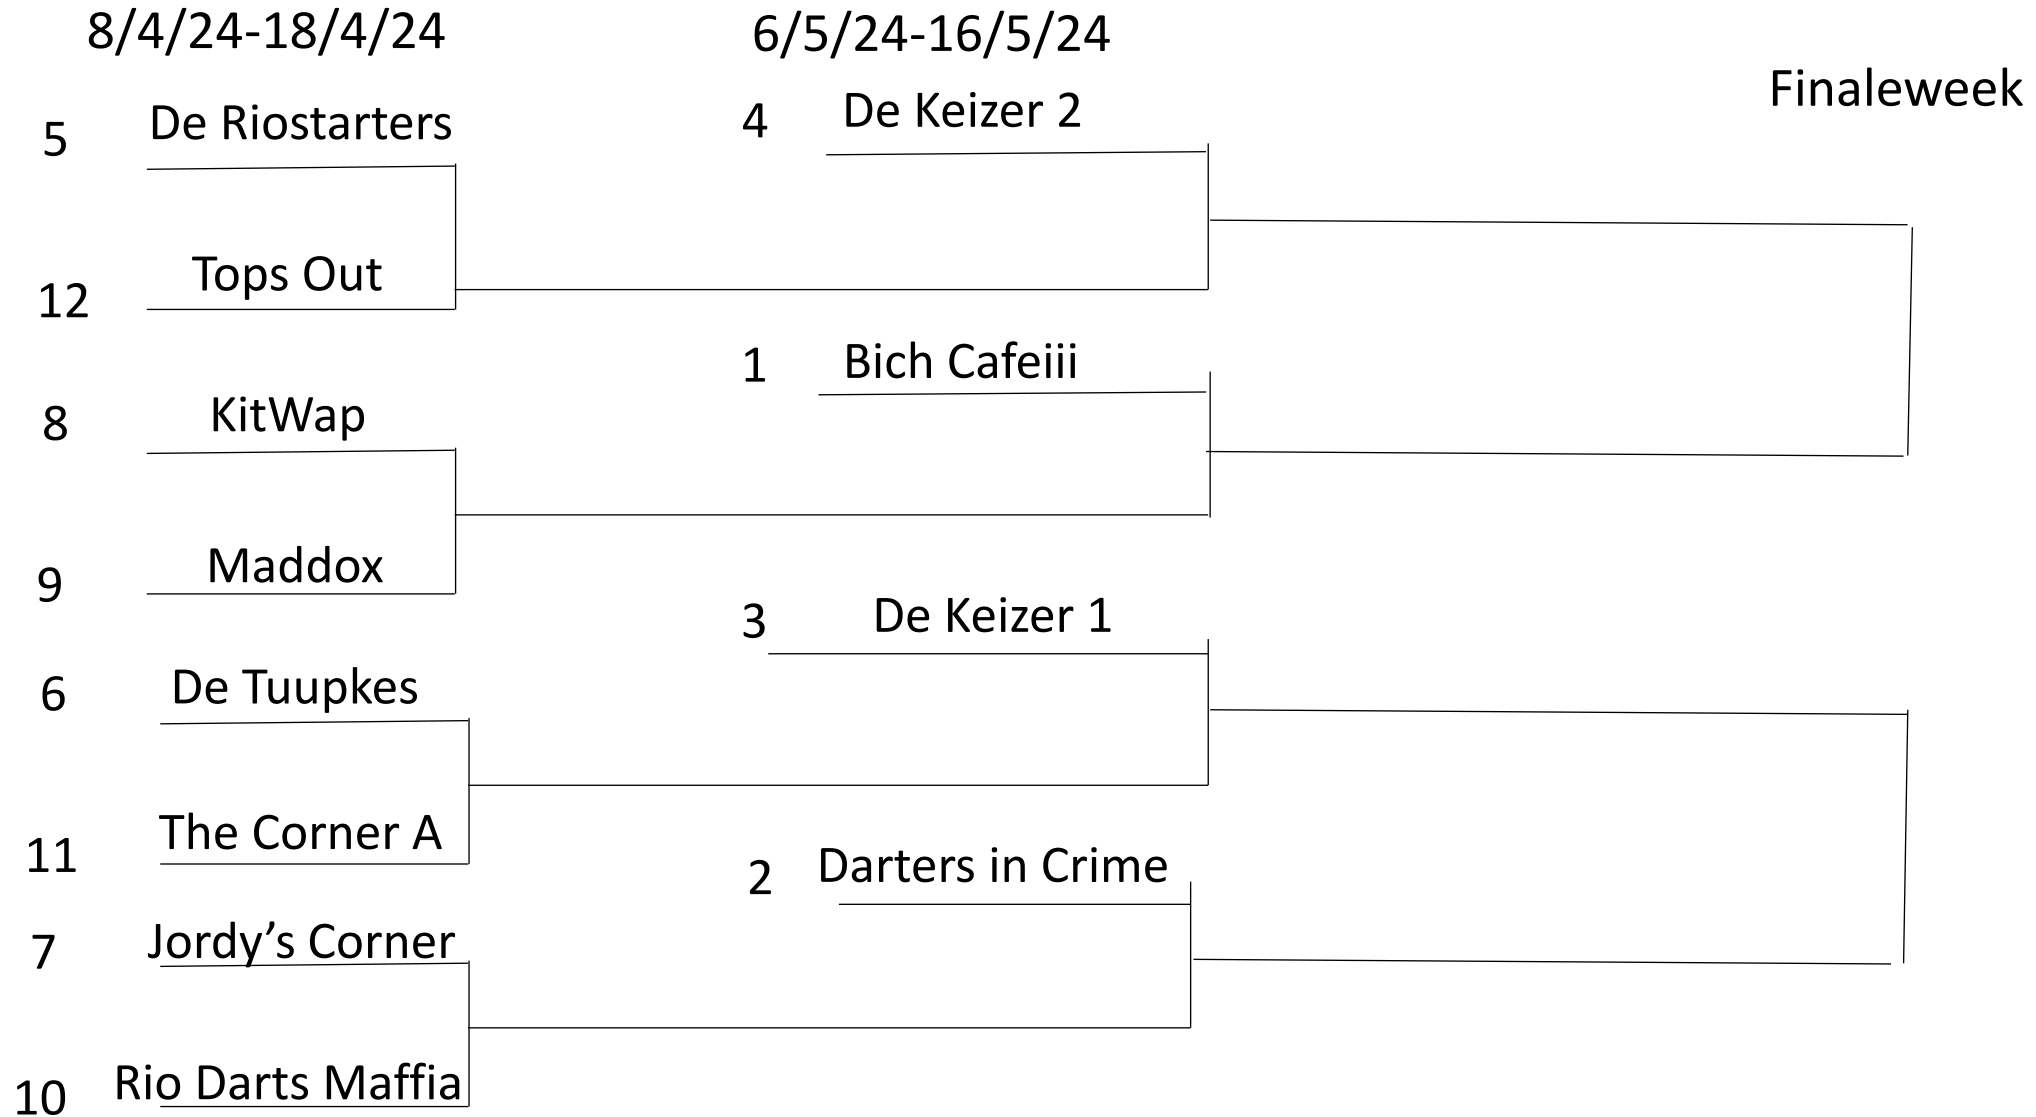 8/4/24-18/4/24
6/5/24-16/5/24
Finaleweek
5
De Riostarters
4
De Keizer 2
12
Tops Out
1
Bich Cafeiii
8
KitWap
9
Maddox
3
De Keizer 1
6
De Tuupkes
11
The Corner A
2
Darters in Crime
7
Jordy’s Corner
10
Rio Darts Maffia